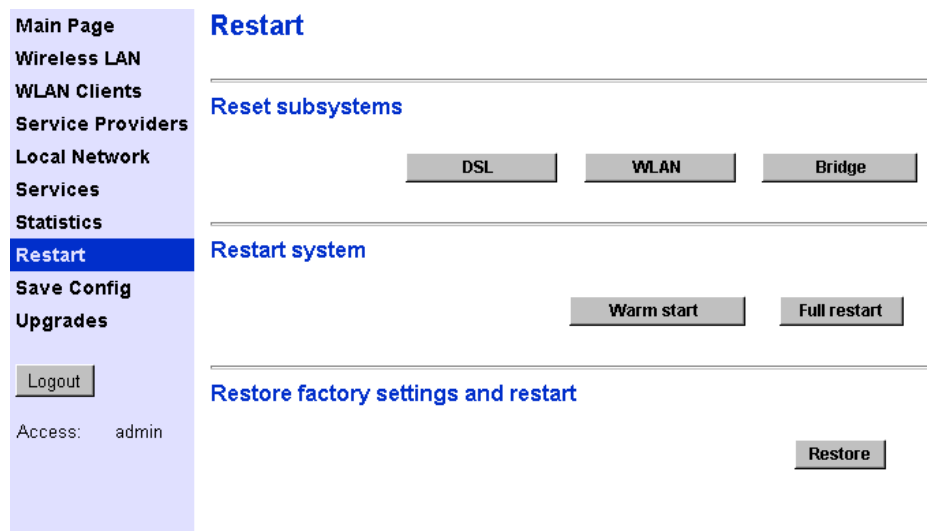 Main Page
Wireless LAN
WLAN Clients
Service Providers
Local Network
Services
Statistics
Restart
Save Config
Upgrades
Logout
Access: admin
Restart
Reset subsystems
DSL WLAN Bridge
Restart system
Warm start Full restart
Restore factory settings and restart
Restore